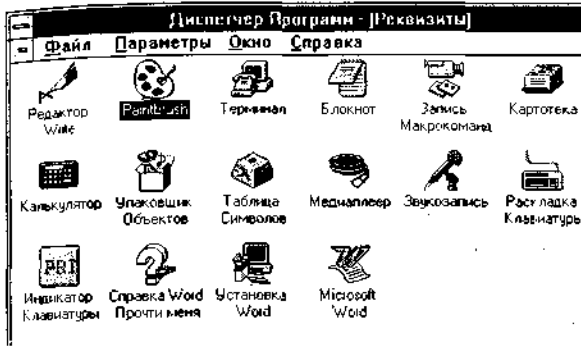 Диспетчер Программ - [Реквизиты]
Файл Параметры Окно Справка
Редактор Write
Paintbrush
Терминал
Блокнот
Запись Макрокоманд
Картотека
Калькулятор
Упаковщик Объектов
Таблица Символов
Медиаплеер
Звукозапись
Раскладка Клавиатуры
PRI
Индикатор Клавиатуры
Справка Word Прочти меня
Установка Word
Microsoft Word